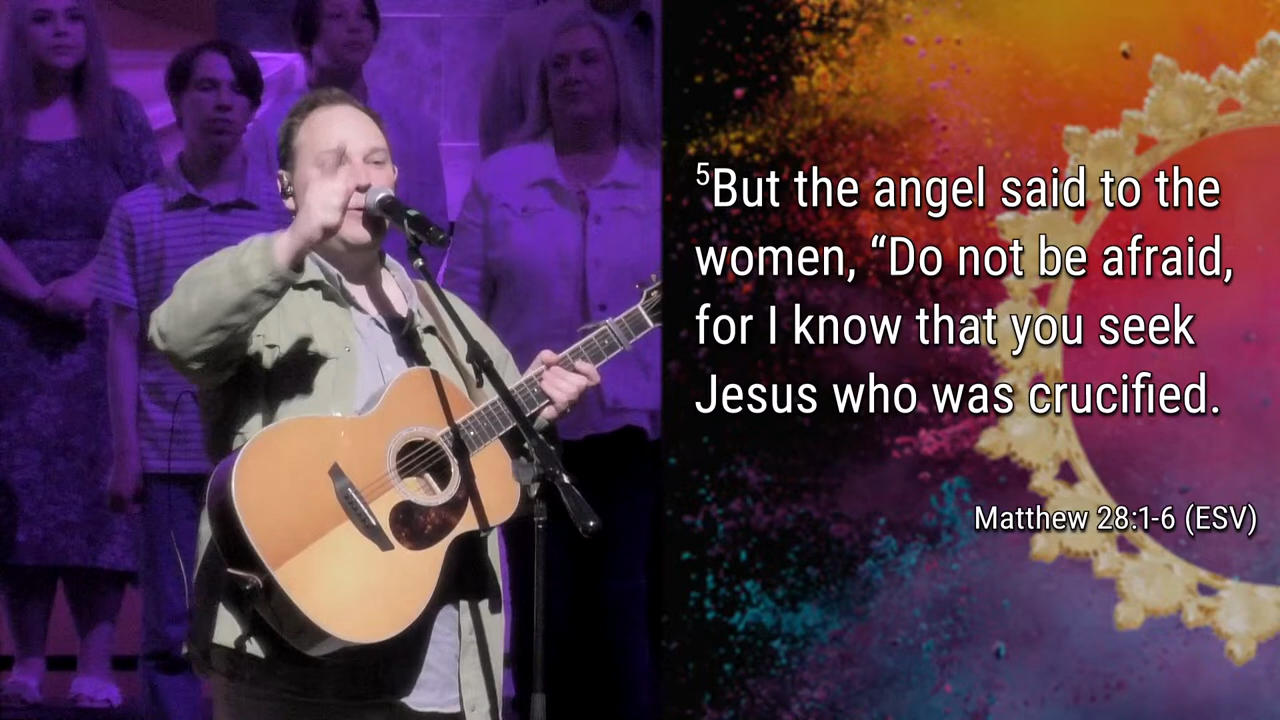 ⁵But the angel said to the
women, “Do not be afraid,
for I know that you seek
Jesus who was crucified.
Matthew 28:1-6 (ESV)